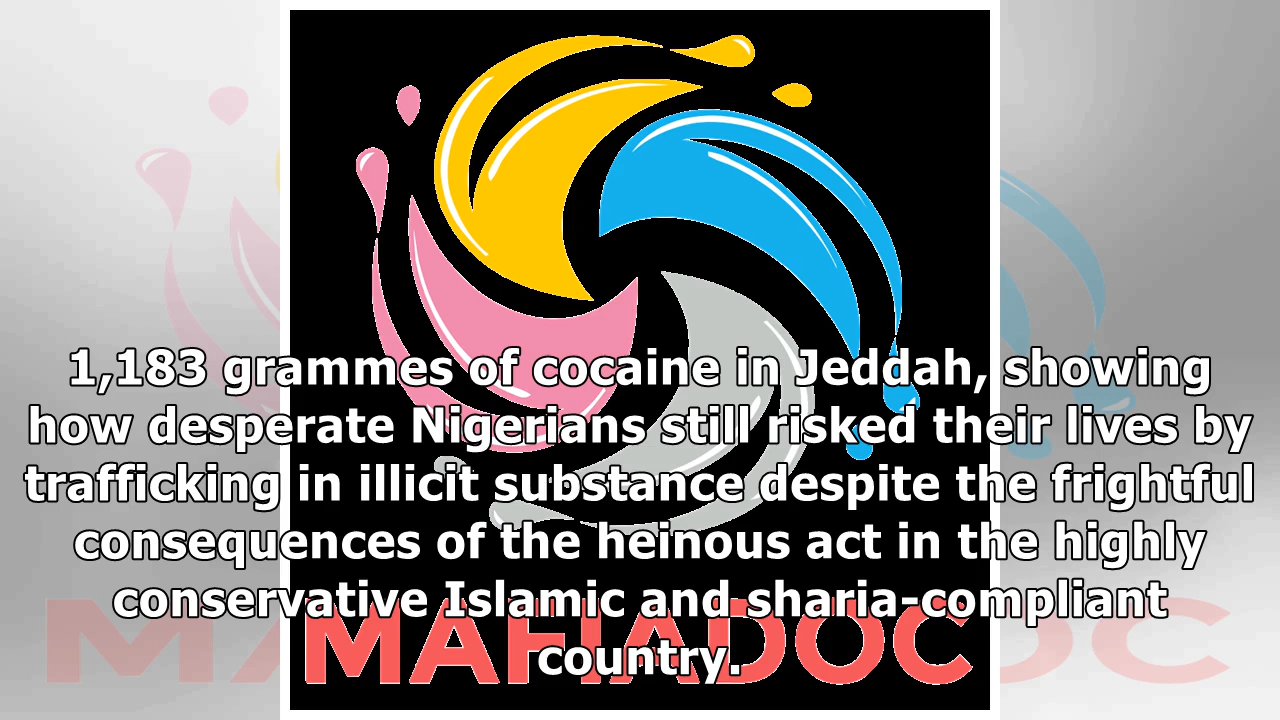 1,183 grammes of cocaine in Jeddah, showing
how desperate Nigerians still risked their lives by
trafficking in illicit substance despite the frightful
consequences of the heinous act in the highly
conservative Islamic and sharia-compliant
country.
MAFIADOC